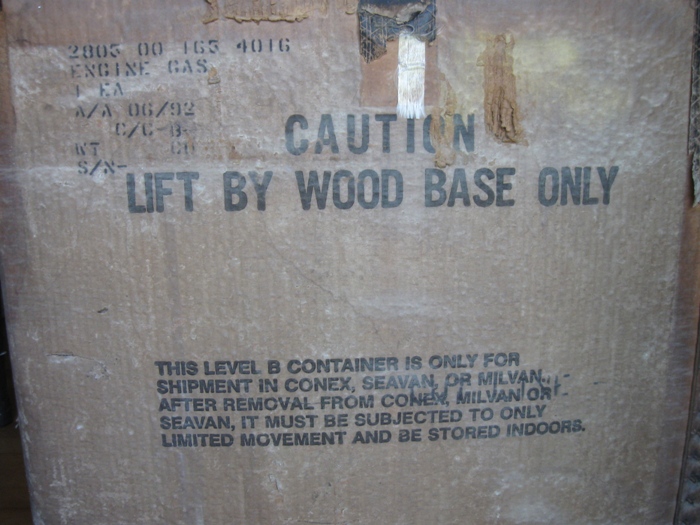 2805 00 165 4016
ENGINE GAS
1 EA
A/A 06/92
C/C-B-
WT CU
S/N-
CAUTION
LIFT BY WOOD BASE ONLY
THIS LEVEL B CONTAINER IS ONLY FOR
SHIPMENT IN CONEX, SEAVAN, OR MILVAN.
AFTER REMOVAL FROM CONEX, MILVAN OR
SEAVAN, IT MUST BE SUBJECTED TO ONLY
LIMITED MOVEMENT AND BE STORED INDOORS.